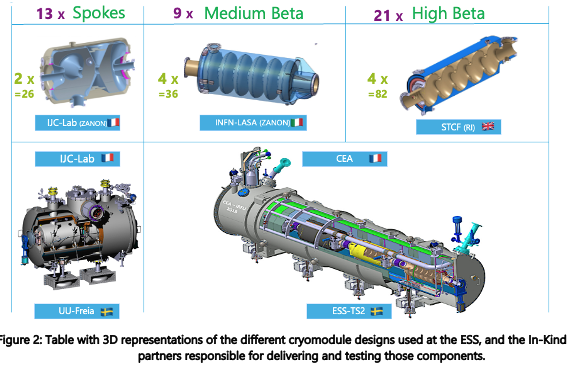 13 x Spokes
9 x Medium Beta
21 x High Beta
2 x
=26
4 x
=36
4 x
=82
IJC-Lab (ZANON)
INFN-LASA (ZANON)
STCF (RI)
IJC-Lab
CEA
UU-Freia
ESS-TS2
Figure 2: Table with 3D representations of the different cryomodule designs used at the ESS, and the In-Kind
partners responsible for delivering and testing those components.